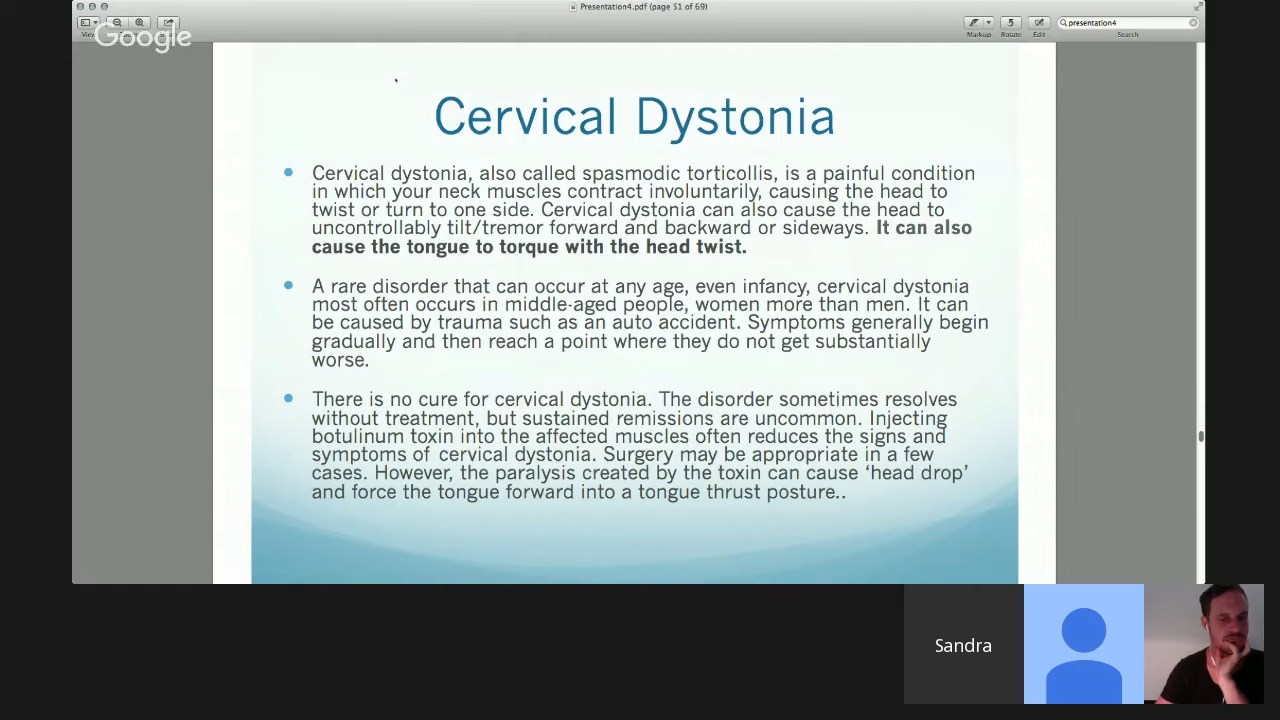 Presentation4.pdf (page 51 of 69)
presentation4
View
Markup
Rotate
Edit
Search
Google
Cervical Dystonia
Cervical dystonia, also called spasmodic torticollis, is a painful condition
in which your neck muscles contract involuntarily, causing the head to
twist or turn to one side. Cervical dystonia can also cause the head to
uncontrollably tilt/tremor forward and backward or sideways. It can also
cause the tongue to torque with the head twist.
A rare disorder that can occur at any age, even infancy, cervical dystonia
most often occurs in middle-aged people, women more than men. It can
be caused by trauma such as an auto accident. Symptoms generally begin
gradually and then reach a point where they do not get substantially
worse.
There is no cure for cervical dystonia. The disorder sometimes resolves
without treatment, but sustained remissions are uncommon. Injecting
botulinum toxin into the affected muscles often reduces the signs and
symptoms of cervical dystonia. Surgery may be appropriate in a few
cases. However, the paralysis created by the toxin can cause ‘head drop’
and force the tongue forward into a tongue thrust posture..
Sandra